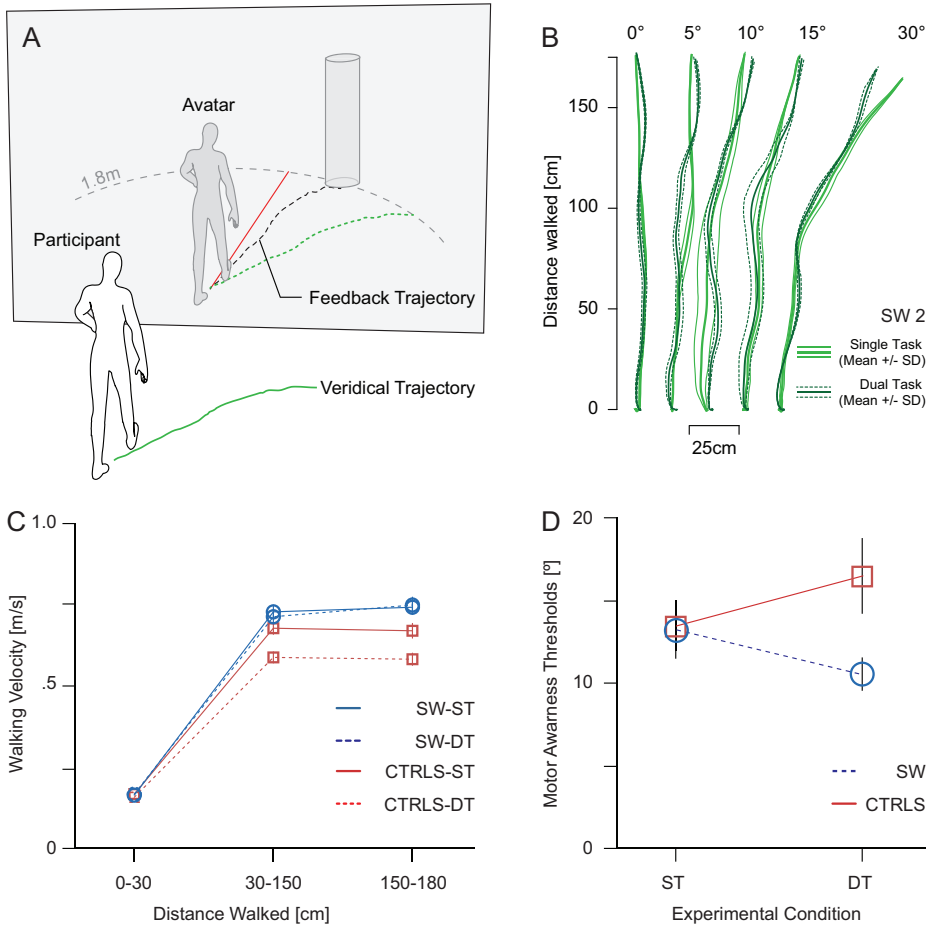 A
Avatar
1.8m
Participant
Feedback Trajectory
Veridical Trajectory
B
0° 5° 10° 15° 30°
Distance walked [cm]
150
100
50
0
SW 2
Single Task
(Mean +/- SD)
Dual Task
(Mean +/- SD)
25cm
C
Walking Velocity [m/s]
1.0
.5
0
SW-ST
SW-DT
CTRLS-ST
CTRLS-DT
0-30 30-150 150-180
Distance Walked [cm]
D
Motor Awarness Thresholds [º]
20
10
0
SW
CTRLS
ST DT
Experimental Condition